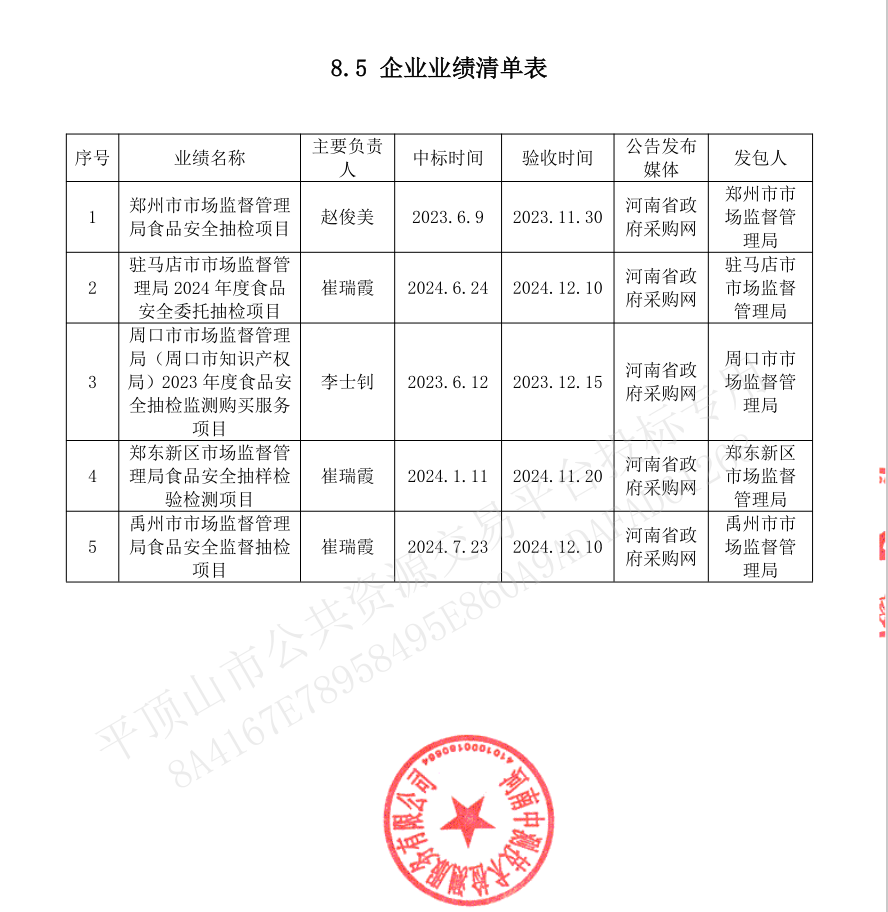 8.5 企业业绩清单表
序号 业绩名称 主要负责人 中标时间 验收时间 公告发布媒体 发包人
1 郑州市市场监督管理局食品安全抽检项目 赵俊美 2023.6.9 2023.11.30 河南省政府采购网 郑州市市场监督管理局
2 驻马店市市场监督管理局2024年度食品安全委托抽检项目 崔瑞霞 2024.6.24 2024.12.10 河南省政府采购网 驻马店市市场监督管理局
3 周口市市场监督管理局（周口市知识产权局）2023年度食品安全抽检监测购买服务项目 李士钊 2023.6.12 2023.12.15 河南省政府采购网 周口市市场监督管理局
4 郑东新区市场监督管理局食品安全抽样检验检测项目 崔瑞霞 2024.1.11 2024.11.20 河南省政府采购网 郑东新区市场监督管理局
5 禹州市市场监督管理局食品安全监督抽检项目 崔瑞霞 2024.7.23 2024.12.10 河南省政府采购网 禹州市市场监督管理局
平顶山市公共资源交易平台投标专用
河南中测技术检测服务有限公司